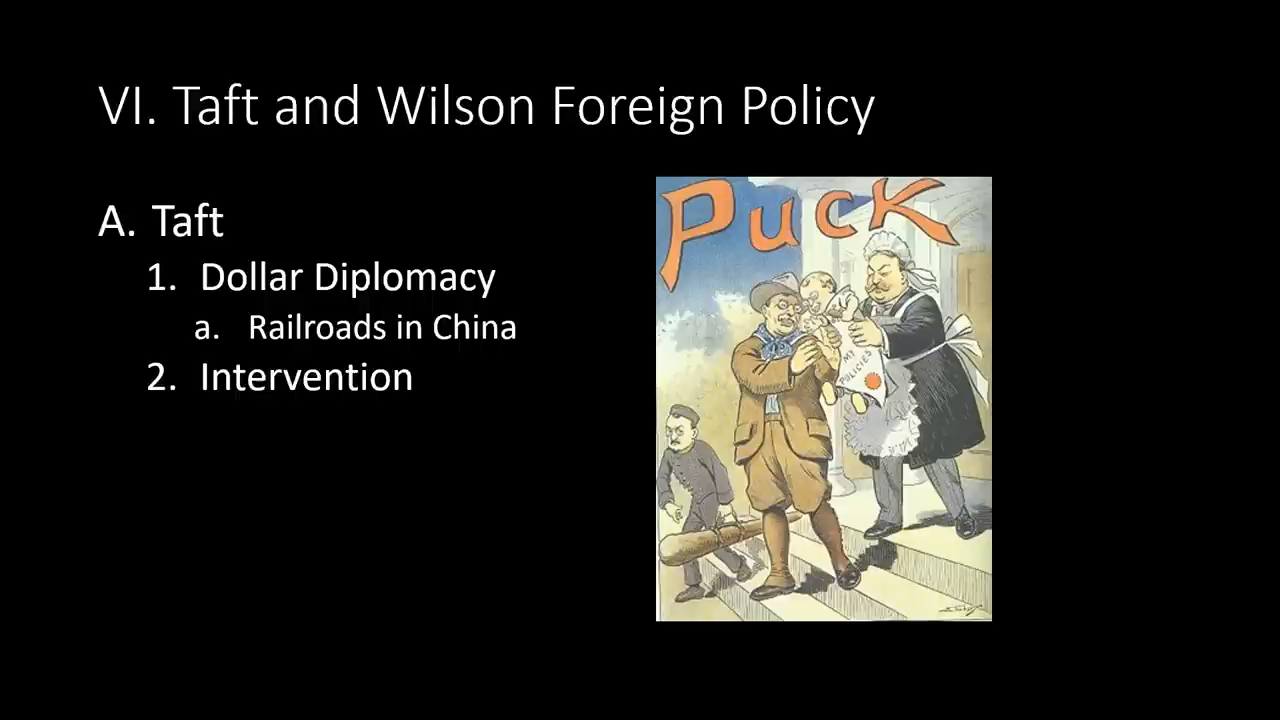 VI. Taft and Wilson Foreign Policy
A. Taft
1. Dollar Diplomacy
a. Railroads in China
2. Intervention
PUCK
MY
POLICIES